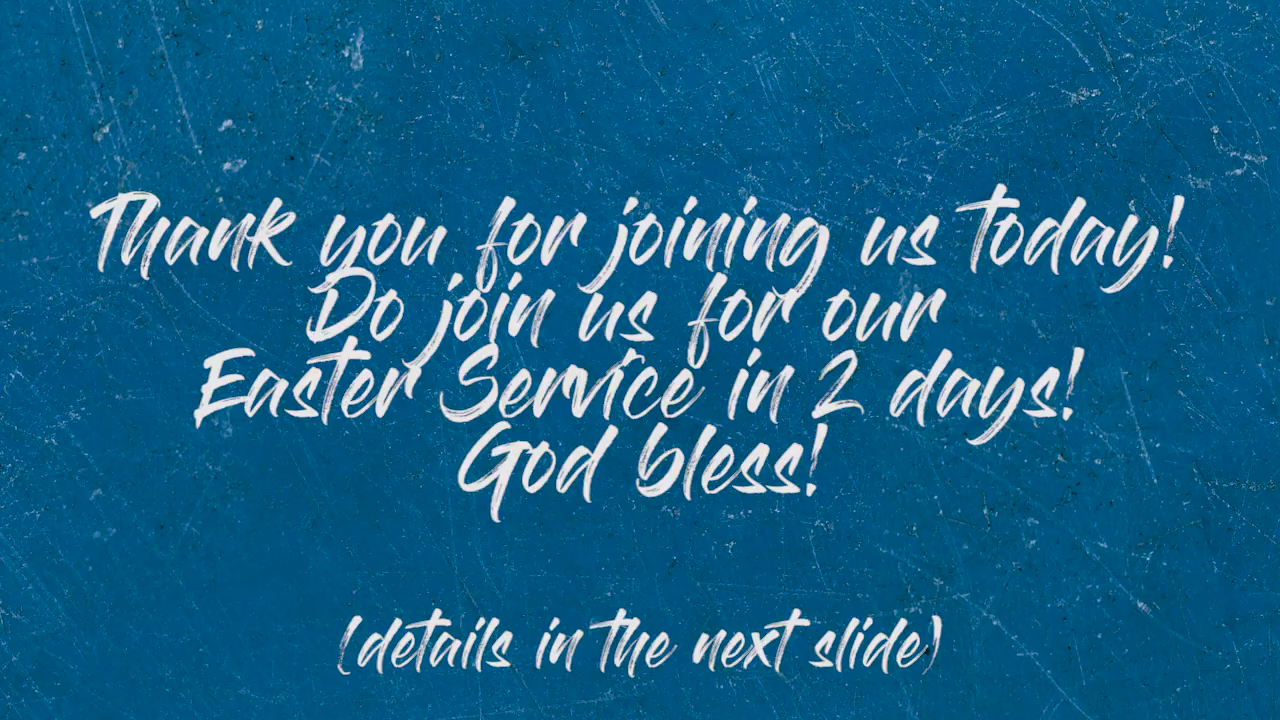 Thank you for joining us today!
Do join us for our
Easter Service in 2 days!
God bless!
(details in the next slide)